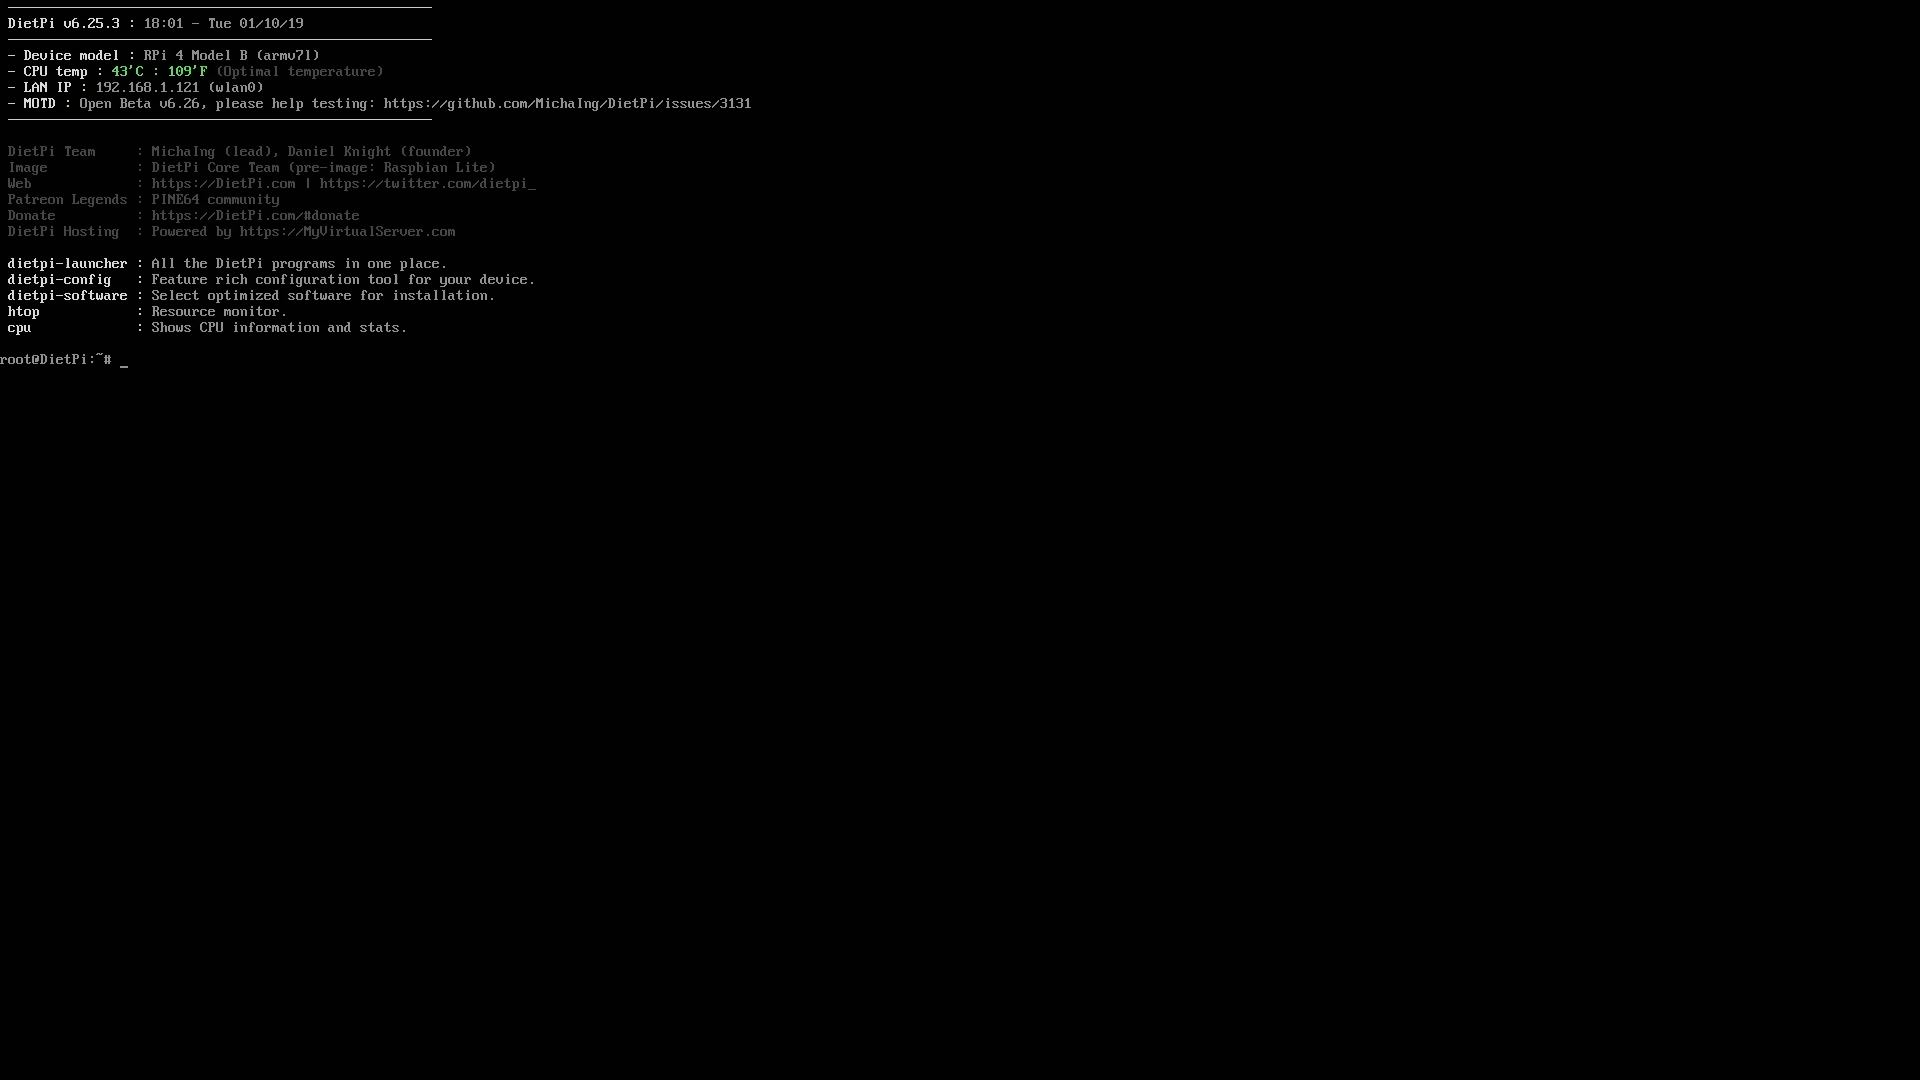 DietPi v6.25.3 : 18:01 - Tue 01/10/19
- Device model : RPi 4 Model B (armv7l)
- CPU temp : 43'C : 109'F (Optimal temperature)
- LAN IP : 192.168.1.121 (wlan0)
- MOTD : Open Beta v6.26, please help testing: https://github.com/MichaIng/DietPi/issues/3131
DietPi Team     : MichaIng (lead), Daniel Knight (founder)
Image           : DietPi Core Team (pre-image: Raspbian Lite)
Web             : https://DietPi.com | https://twitter.com/dietpi_
Patreon Legends : PINE64 community
Donate          : https://DietPi.com/#donate
DietPi Hosting  : Powered by https://MyVirtualServer.com
dietpi-launcher : All the DietPi programs in one place.
dietpi-config   : Feature rich configuration tool for your device.
dietpi-software : Select optimized software for installation.
htop            : Resource monitor.
cpu             : Shows CPU information and stats.
root@DietPi:~# _